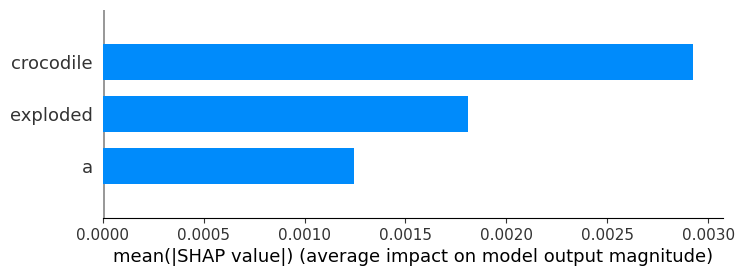 crocodile
exploded
a
0.0000 0.0005 0.0010 0.0015 0.0020 0.0025 0.0030
mean(|SHAP value|) (average impact on model output magnitude)